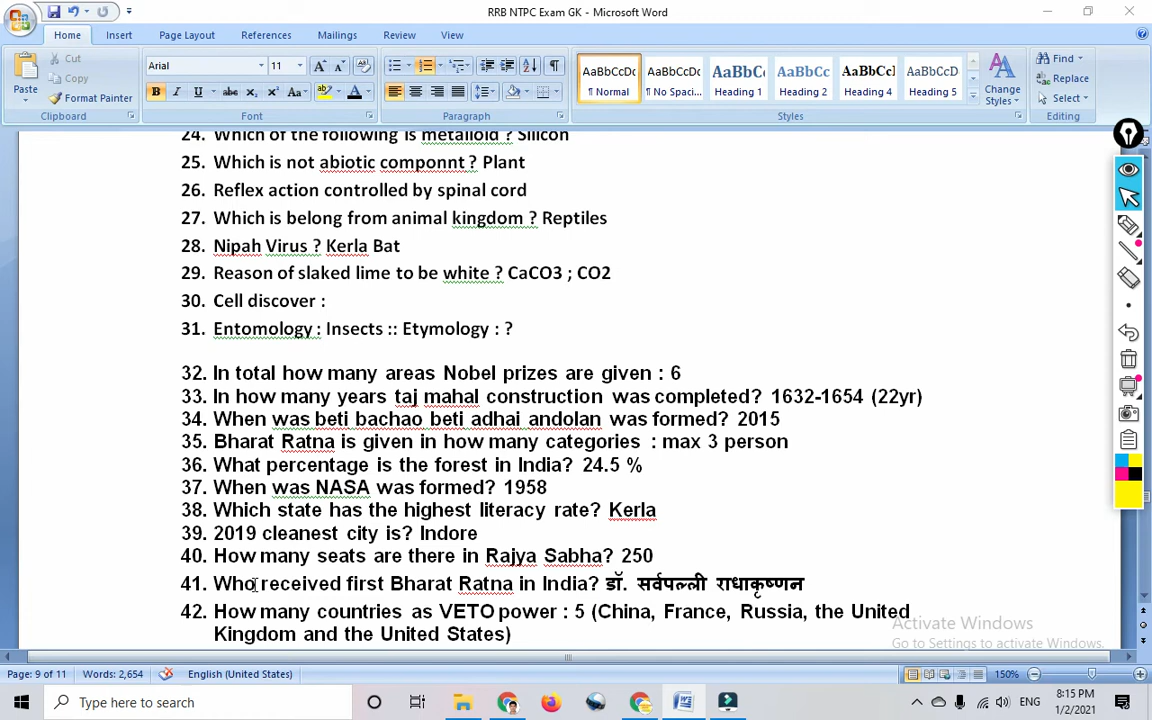 RRB NTPC Exam GK - Microsoft Word
Home Insert Page Layout References Mailings Review View
Paste
Cut
Copy
Format Painter
Clipboard
Arial 11
B I U abc x₂ x² Aa A
Font
Paragraph
AaBbCcDc AaBbCcDc AaBbC AaBbCc AaBbCcI AaBbCcD
¶ Normal ¶ No Spaci... Heading 1 Heading 2 Heading 4 Heading 5
Change Styles
Styles
Find
Replace
Select
Editing
24. Which of the following is metalloid ? Silicon
25. Which is not abiotic componnt ? Plant
26. Reflex action controlled by spinal cord
27. Which is belong from animal kingdom ? Reptiles
28. Nipah Virus ? Kerla Bat
29. Reason of slaked lime to be white ? CaCO3 ; CO2
30. Cell discover :
31. Entomology : Insects :: Etymology : ?
32. In total how many areas Nobel prizes are given : 6
33. In how many years taj mahal construction was completed? 1632-1654 (22yr)
34. When was beti bachao beti adhai andolan was formed? 2015
35. Bharat Ratna is given in how many categories : max 3 person
36. What percentage is the forest in India? 24.5 %
37. When was NASA was formed? 1958
38. Which state has the highest literacy rate? Kerla
39. 2019 cleanest city is? Indore
40. How many seats are there in Rajya Sabha? 250
41. Who received first Bharat Ratna in India? डॉ. सर्वपल्ली राधाकृष्णन
42. How many countries as VETO power : 5 (China, France, Russia, the United
Kingdom and the United States)
Activate Windows
Go to Settings to activate Windows.
Page: 9 of 11 Words: 2,654 English (United States) 150%
Type here to search
ENG
8:15 PM
1/2/2021